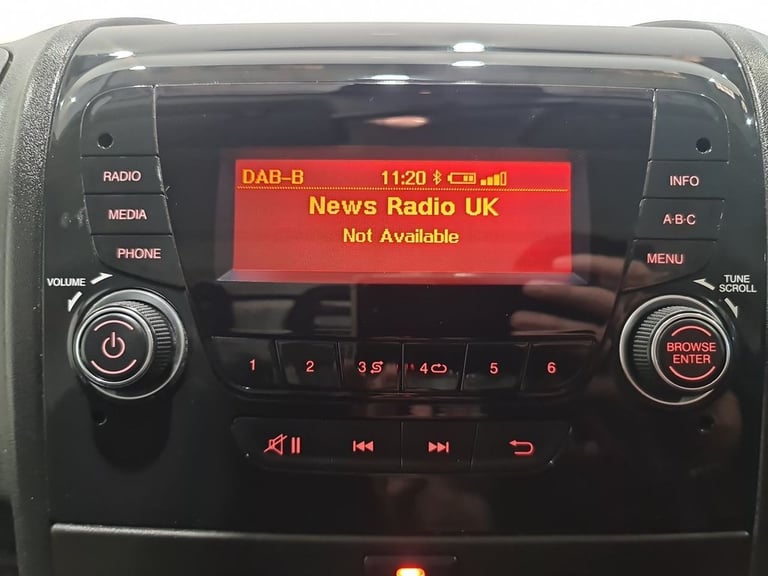 DAB-B 11:20
News Radio UK
Not Available
RADIO
MEDIA
PHONE
INFO
A·B·C
MENU
VOLUME
TUNE
SCROLL
BROWSE
ENTER
1 2 3 4 5 6